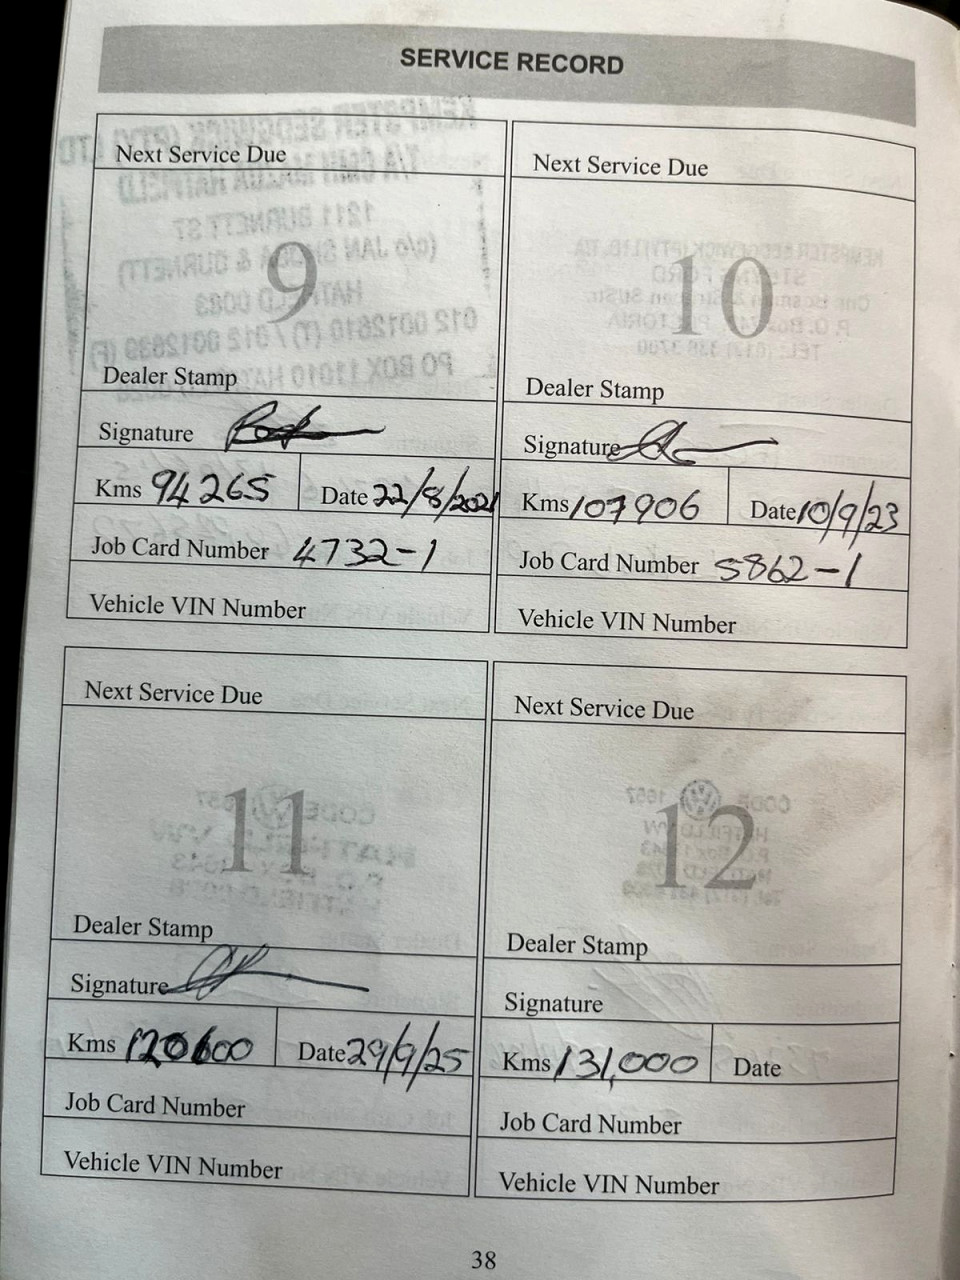 SERVICE RECORD
Next Service Due
9
Dealer Stamp
Signature
Kms 94265 Date 22/8/2021
Job Card Number 4732-1
Vehicle VIN Number
Next Service Due
10
Dealer Stamp
Signature
Kms 107906 Date 10/9/23
Job Card Number 5862-1
Vehicle VIN Number
Next Service Due
11
Dealer Stamp
Signature
Kms 120600 Date 29/9/25
Job Card Number
Vehicle VIN Number
Next Service Due
12
Dealer Stamp
Signature
Kms 131,000 Date
Job Card Number
Vehicle VIN Number
38